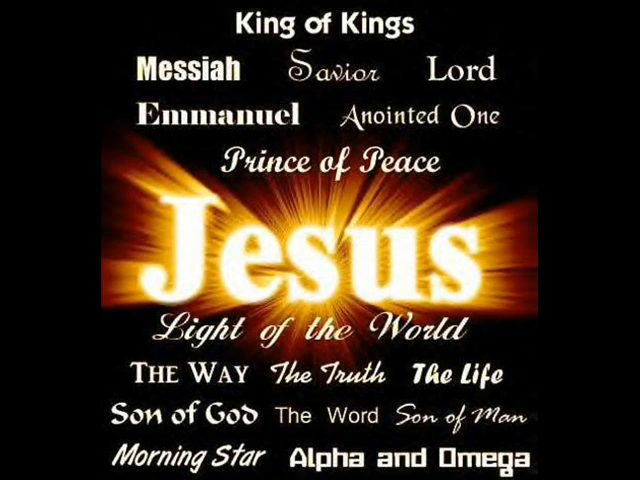 King of Kings
Messiah Savior Lord
Emmanuel Anointed One
Prince of Peace
Jesus
Light of the World
THE WAY The Truth The Life
Son of God The Word Son of Man
Morning Star Alpha and Omega